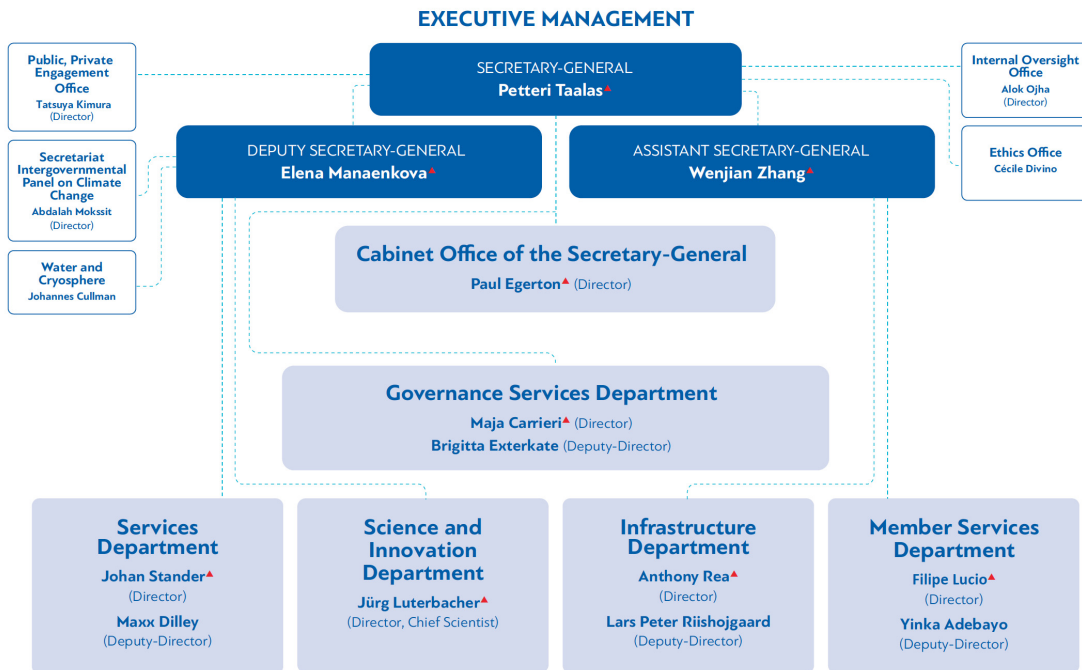 EXECUTIVE MANAGEMENT
Public, Private
Engagement
Office
Tatsuya Kimura
(Director)
SECRETARY-GENERAL
Petteri Taalas▲
Internal Oversight
Office
Alok Ojha
(Director)
Secretariat
Intergovernmental
Panel on Climate
Change
Abdalah Mokssit
(Director)
DEPUTY SECRETARY-GENERAL
Elena Manaenkova▲
ASSISTANT SECRETARY-GENERAL
Wenjian Zhang▲
Ethics Office
Cécile Divino
Water and
Cryosphere
Johannes Cullman
Cabinet Office of the Secretary-General
Paul Egerton▲ (Director)
Governance Services Department
Maja Carrieri▲ (Director)
Brigitta Exterkate (Deputy-Director)
Services
Department
Johan Stander▲
(Director)
Maxx Dilley
(Deputy-Director)
Science and
Innovation
Department
Jürg Luterbacher▲
(Director, Chief Scientist)
Infrastructure
Department
Anthony Rea▲
(Director)
Lars Peter Riishojgaard
(Deputy-Director)
Member Services
Department
Filipe Lucio▲
(Director)
Yinka Adebayo
(Deputy-Director)